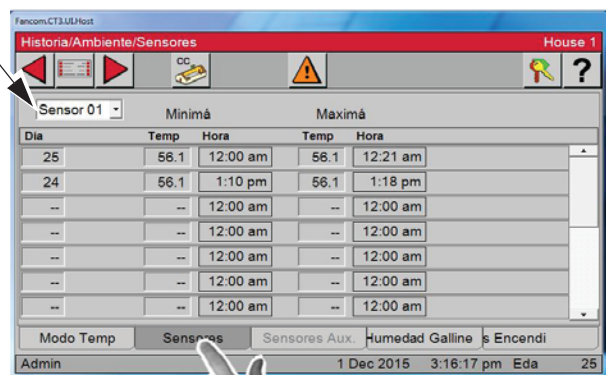 Fancom.CT3.ULHost
Historia/Ambiente/Sensores House 1
CC ?
Sensor 01 Minimá Maximá
Día Temp Hora Temp Hora
25 56.1 12:00 am 56.1 12:21 am
24 56.1 1:10 pm 56.1 1:18 pm
-- -- 12:00 am -- 12:00 am
-- -- 12:00 am -- 12:00 am
-- -- 12:00 am -- 12:00 am
-- -- 12:00 am -- 12:00 am
-- -- 12:00 am -- 12:00 am
Modo Temp Sensores Sensores Aux. Humedad Galline s Encendi
Admin 1 Dec 2015 3:16:17 pm Eda 25